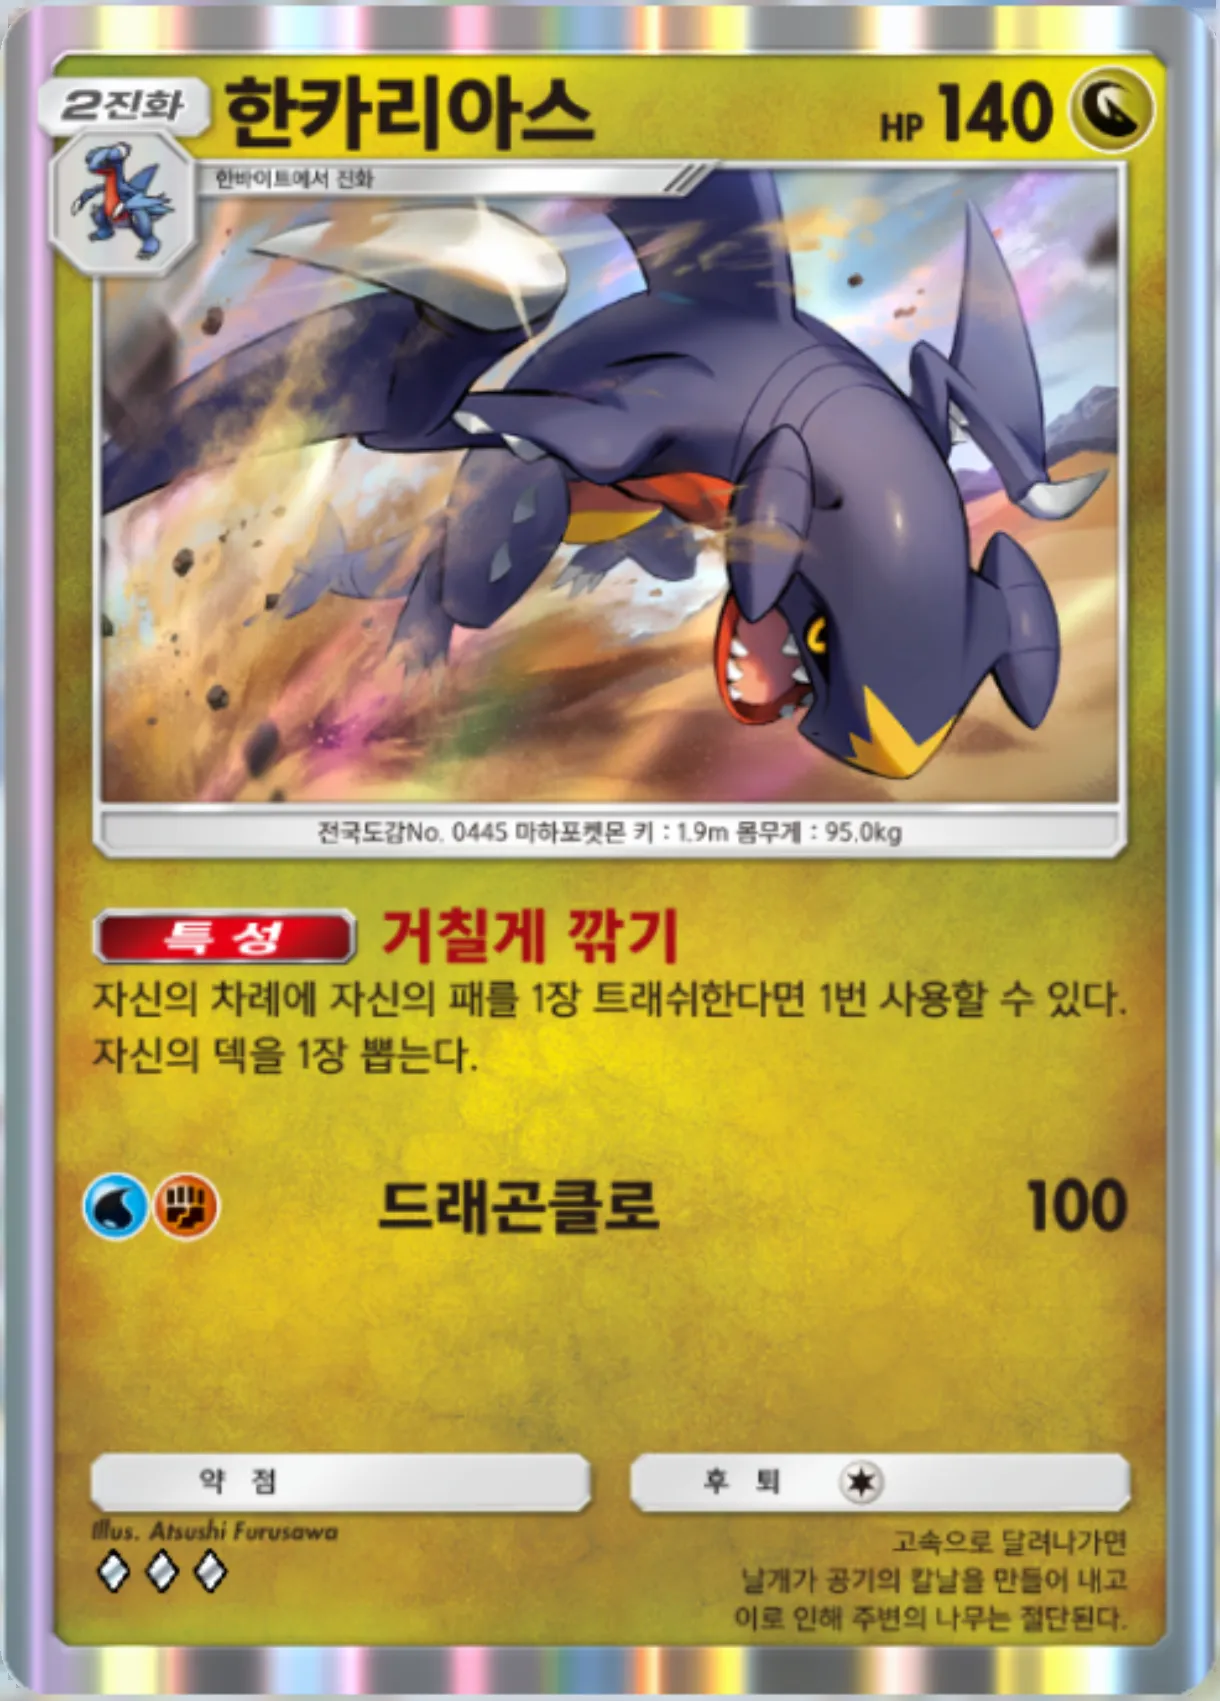 2진화 한카리아스 HP 140
한바이트에서 진화
전국도감No. 0445 마하포켓몬 키 : 1.9m 몸무게 : 95.0kg
특성 거칠게 깎기
자신의 차례에 자신의 패를 1장 트래쉬한다면 1번 사용할 수 있다.
자신의 덱을 1장 뽑는다.
드래곤클로 100
약점 후퇴
Illus. Atsushi Furusawa
고속으로 달려나가면
날개가 공기의 칼날을 만들어 내고
이로 인해 주변의 나무는 절단된다.